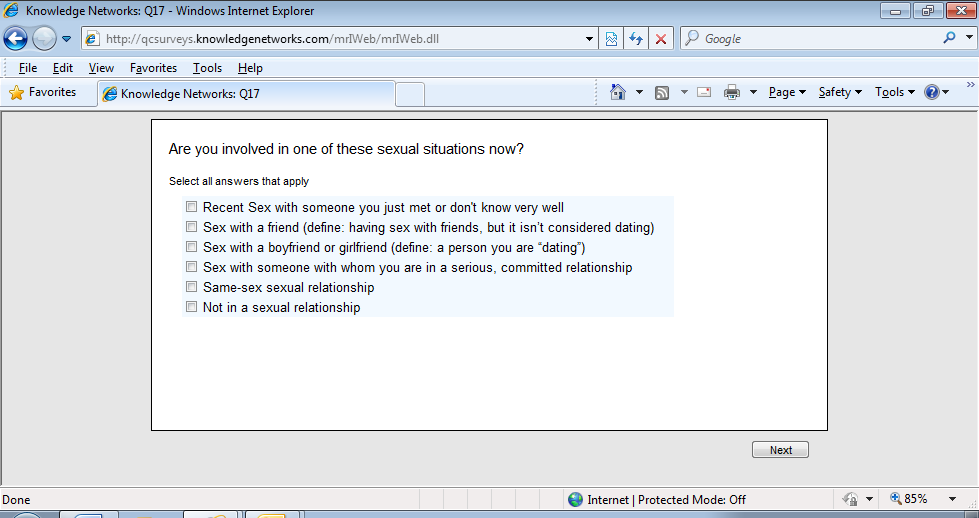 Knowledge Networks: Q17 - Windows Internet Explorer
http://qcsurveys.knowledgenetworks.com/mrIWeb/mrIWeb.dll
Google
File Edit View Favorites Tools Help
Favorites
Knowledge Networks: Q17
Page Safety Tools
»
Are you involved in one of these sexual situations now?
Select all answers that apply
Recent Sex with someone you just met or don't know very well
Sex with a friend (define: having sex with friends, but it isn’t considered dating)
Sex with a boyfriend or girlfriend (define: a person you are “dating”)
Sex with someone with whom you are in a serious, committed relationship
Same-sex sexual relationship
Not in a sexual relationship
Next
Done
Internet | Protected Mode: Off
85%